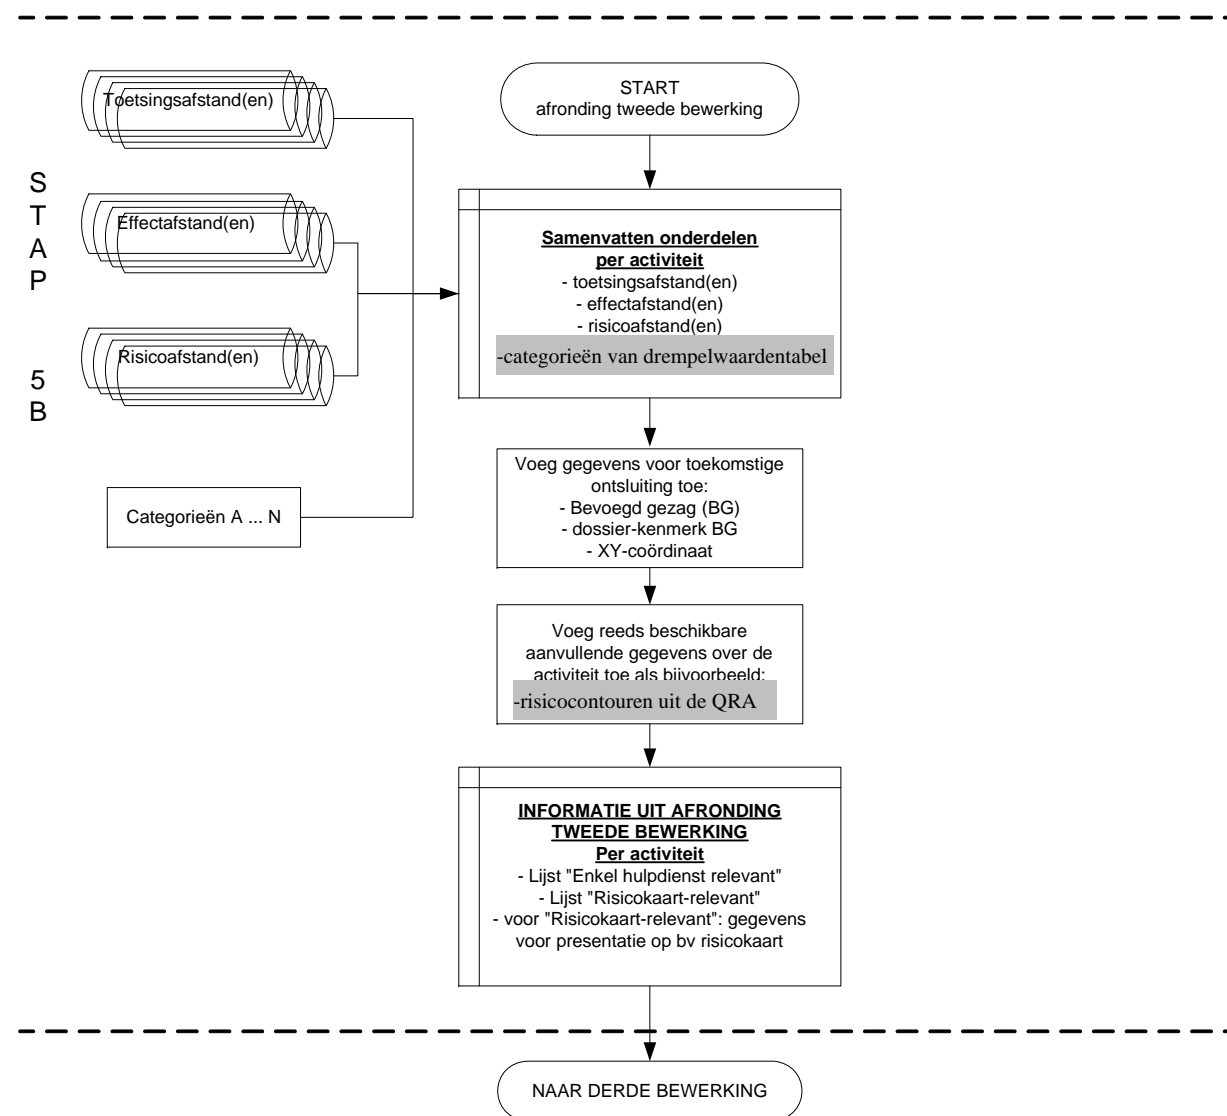 START
afronding tweede bewerking
Toetsingsafstand(en)
Effectafstand(en)
Risicoafstand(en)
S
T
A
P
5
B
Categorieën A ... N
Samenvatten onderdelen
per activiteit
- toetsingsafstand(en)
- effectafstand(en)
- risicoafstand(en)
-categorieën van drempelwaardentabel
Voeg gegevens voor toekomstige
ontsluiting toe:
- Bevoegd gezag (BG)
- dossier-kenmerk BG
- XY-coördinaat
Voeg reeds beschikbare
aanvullende gegevens over de
activiteit toe als bijvoorbeeld:
-risicocontouren uit de QRA
INFORMATIE UIT AFRONDING
TWEEDE BEWERKING
Per activiteit
- Lijst "Enkel hulpdienst relevant"
- Lijst "Risicokaart-relevant"
- voor "Risicokaart-relevant": gegevens
voor presentatie op bv risicokaart
NAAR DERDE BEWERKING